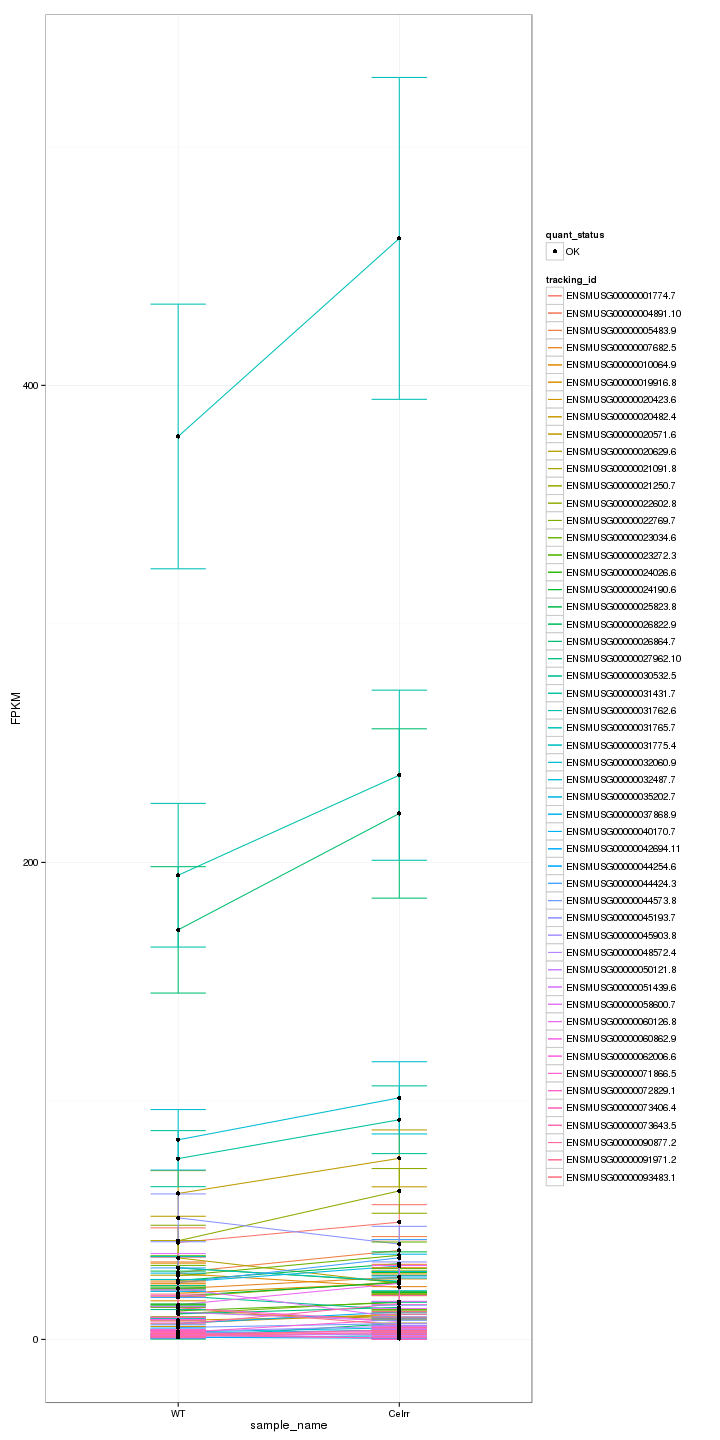 FPKM
400
200
0
WT
Celrr
sample_name
quant_status
OK
tracking_id
ENSMUSG00000001774.7
ENSMUSG00000004891.10
ENSMUSG00000005483.9
ENSMUSG00000007682.5
ENSMUSG00000010064.9
ENSMUSG00000019916.8
ENSMUSG00000020423.6
ENSMUSG00000020482.4
ENSMUSG00000020571.6
ENSMUSG00000020629.6
ENSMUSG00000021091.8
ENSMUSG00000021250.7
ENSMUSG00000022602.8
ENSMUSG00000022769.7
ENSMUSG00000023034.6
ENSMUSG00000023272.3
ENSMUSG00000024026.6
ENSMUSG00000024190.6
ENSMUSG00000025823.8
ENSMUSG00000026822.9
ENSMUSG00000026864.7
ENSMUSG00000027962.10
ENSMUSG00000030532.5
ENSMUSG00000031431.7
ENSMUSG00000031762.6
ENSMUSG00000031765.7
ENSMUSG00000031775.4
ENSMUSG00000032060.9
ENSMUSG00000032487.7
ENSMUSG00000035202.7
ENSMUSG00000037868.9
ENSMUSG00000040170.7
ENSMUSG00000042694.11
ENSMUSG00000044254.6
ENSMUSG00000044424.3
ENSMUSG00000044573.8
ENSMUSG00000045193.7
ENSMUSG00000045903.8
ENSMUSG00000048572.4
ENSMUSG00000050121.8
ENSMUSG00000051439.6
ENSMUSG00000058600.7
ENSMUSG00000060126.8
ENSMUSG00000060862.9
ENSMUSG00000062006.6
ENSMUSG00000071866.5
ENSMUSG00000072829.1
ENSMUSG00000073406.4
ENSMUSG00000073643.5
ENSMUSG00000090877.2
ENSMUSG00000091971.2
ENSMUSG00000093483.1